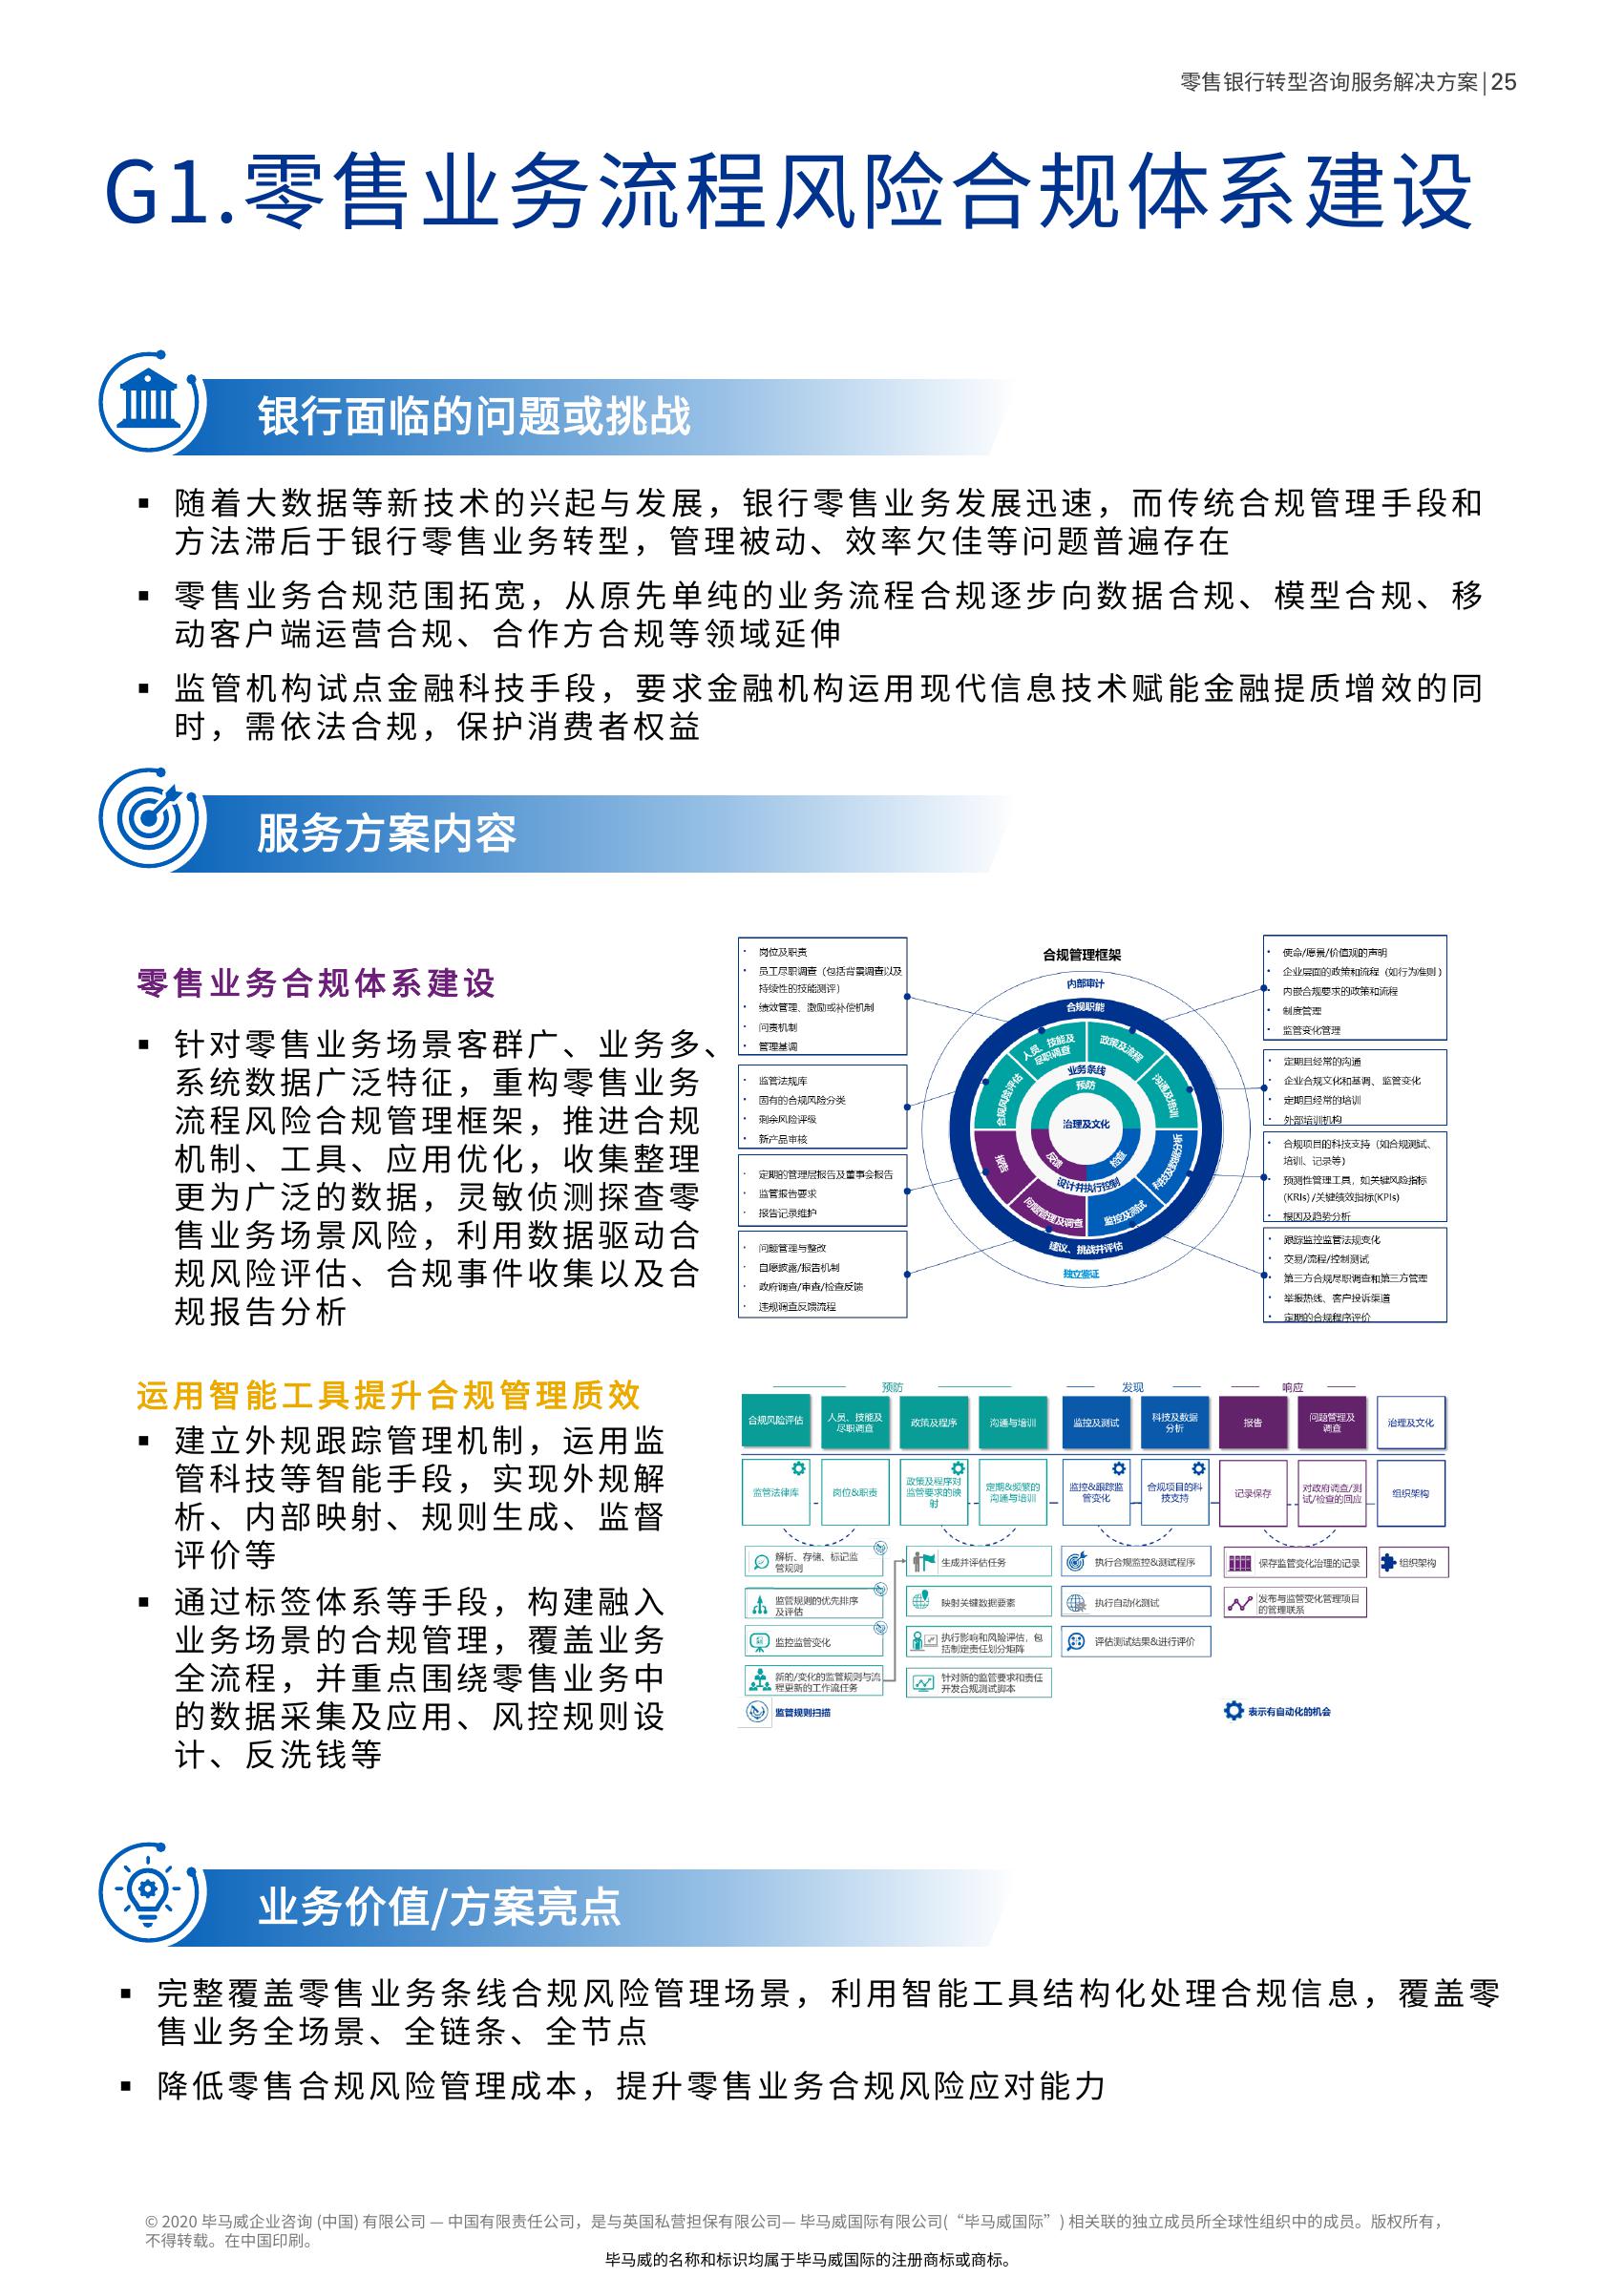 零售银行转型咨询服务解决方案|25
G1.零售业务流程风险合规体系建设
银行面临的问题或挑战
▪ 随着大数据等新技术的兴起与发展，银行零售业务发展迅速，而传统合规管理手段和
方法滞后于银行零售业务转型，管理被动、效率欠佳等问题普遍存在
▪ 零售业务合规范围拓宽，从原先单纯的业务流程合规逐步向数据合规、模型合规、移
动客户端运营合规、合作方合规等领域延伸
▪ 监管机构试点金融科技手段，要求金融机构运用现代信息技术赋能金融提质增效的同
时，需依法合规，保护消费者权益
服务方案内容
零售业务合规体系建设
▪ 针对零售业务场景客群广、业务多、
系统数据广泛特征，重构零售业务
流程风险合规管理框架，推进合规
机制、工具、应用优化，收集整理
更为广泛的数据，灵敏侦测探查零
售业务场景风险，利用数据驱动合
规风险评估、合规事件收集以及合
规报告分析
· 岗位及职责
· 员工尽职调查（包括背景调查以及
持续性的技能测评）
· 绩效管理、激励或补偿机制
· 问责机制
· 管理基调
· 监管法规库
· 固有的合规风险分类
· 剩余风险评级
· 新产品审核
· 定期的管理层报告及董事会报告
· 监管报告要求
· 报告记录维护
· 问题管理与整改
· 自愿披露/报告机制
· 政府调查/审查/检查反馈
· 违规调查反馈流程
合规管理框架
内部审计
合规职能
人员、技能及
尽职调查
政策及流程
业务条线
预防
合规风险评估
沟通及培训
治理及文化
报告
反馈
检查
科技及数据分析
设计并执行控制
问题管理及调查
监控及测试
建议、挑战并评估
独立鉴证
· 使命/愿景/价值观的声明
· 企业层面的政策和流程（如行为准则）
· 内嵌合规要求的政策和流程
· 制度管理
· 监管变化管理
· 定期且经常的沟通
· 企业合规文化和基调、监管变化
· 定期且经常的培训
· 外部培训机构
· 合规项目的科技支持（如合规测试、
培训、记录等）
· 预测性管理工具，如关键风险指标
(KRIs) /关键绩效指标(KPIs)
· 根因及趋势分析
· 跟踪监控监管法规变化
· 交易/流程/控制测试
· 第三方合规尽职调查和第三方管理
· 举报热线、客户投诉渠道
· 定期的合规程序评价
运用智能工具提升合规管理质效
▪ 建立外规跟踪管理机制，运用监
管科技等智能手段，实现外规解
析、内部映射、规则生成、监督
评价等
▪ 通过标签体系等手段，构建融入
业务场景的合规管理，覆盖业务
全流程，并重点围绕零售业务中
的数据采集及应用、风控规则设
计、反洗钱等
预防
发现
响应
合规风险评估
人员、技能及
尽职调查
政策及程序
沟通与培训
监控及测试
科技及数据
分析
报告
问题管理及
调查
治理及文化
监管法律库
岗位&职责
政策及程序对
监管要求的映
射
定期&频繁的
沟通与培训
监控&跟踪监
管变化
合规项目的科
技支持
记录保存
对政府调查/测
试/检查的回应
组织架构
解析、存储、标记监
管规则
监管规则的优先排序
及评估
监控监管变化
新的/变化的监管规则与流
程更新的工作流任务
生成并评估任务
映射关键数据要素
执行影响和风险评估，包
括制定责任划分矩阵
针对新的监管要求和责任
开发合规测试脚本
执行合规监控&测试程序
执行自动化测试
评估测试结果&进行评价
保存监管变化治理的记录
发布与监管变化管理项目
的管理联系
组织架构
监管规则扫描
表示有自动化的机会
业务价值/方案亮点
▪ 完整覆盖零售业务条线合规风险管理场景，利用智能工具结构化处理合规信息，覆盖零
售业务全场景、全链条、全节点
▪ 降低零售合规风险管理成本，提升零售业务合规风险应对能力
© 2020 毕马威企业咨询 (中国) 有限公司 — 中国有限责任公司，是与英国私营担保有限公司— 毕马威国际有限公司(“毕马威国际”) 相关联的独立成员所全球性组织中的成员。版权所有，
不得转载。在中国印刷。
毕马威的名称和标识均属于毕马威国际的注册商标或商标。